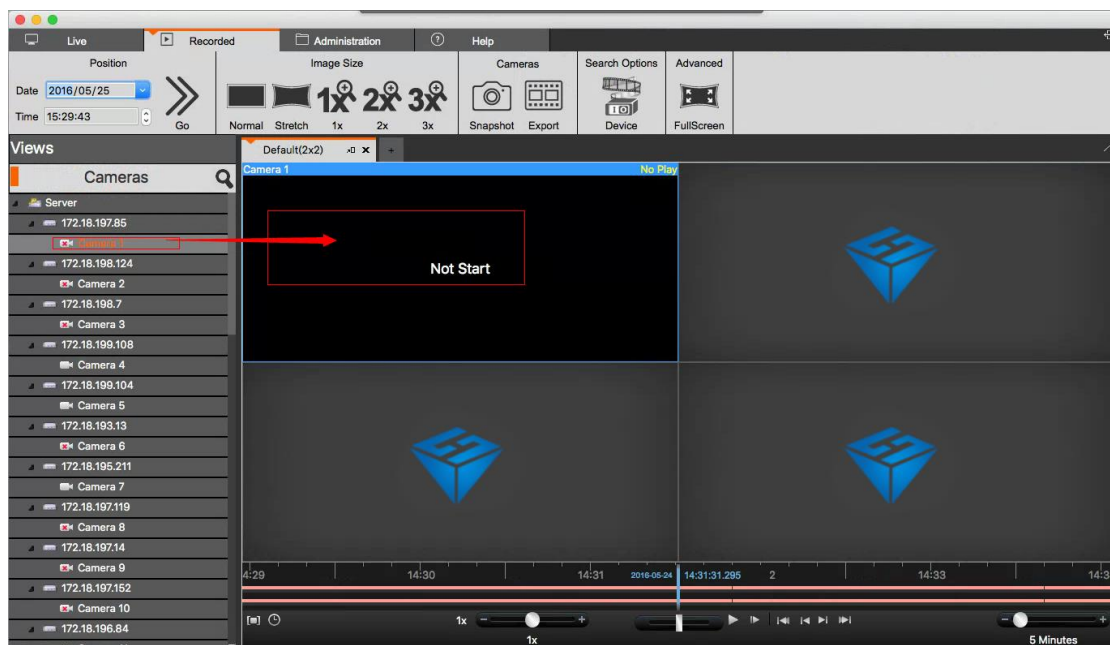 Live Recorded Administration Help
Position Image Size Cameras Search Options Advanced
Date 2016/05/25
Time 15:29:43
Go Normal Stretch 1x 2x 3x Snapshot Export Device FullScreen
1x 2x 3x
Views
Default(2x2)
Cameras
Camera 1 No Play
Not Start
Server
172.18.197.85
Camera 1
172.18.198.124
Camera 2
172.18.198.7
Camera 3
172.18.199.108
Camera 4
172.18.199.104
Camera 5
172.18.193.13
Camera 6
172.18.195.211
Camera 7
172.18.197.119
Camera 8
172.18.197.14
Camera 9
172.18.197.152
Camera 10
172.18.196.84
4:29 14:30 14:31 2016-05-24 14:31:31.295 2 14:33 14:3
1x
1x 5 Minutes